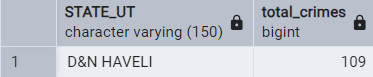 STATE_UT total_crimes
character varying (150) bigint
1 D&N HAVELI 109